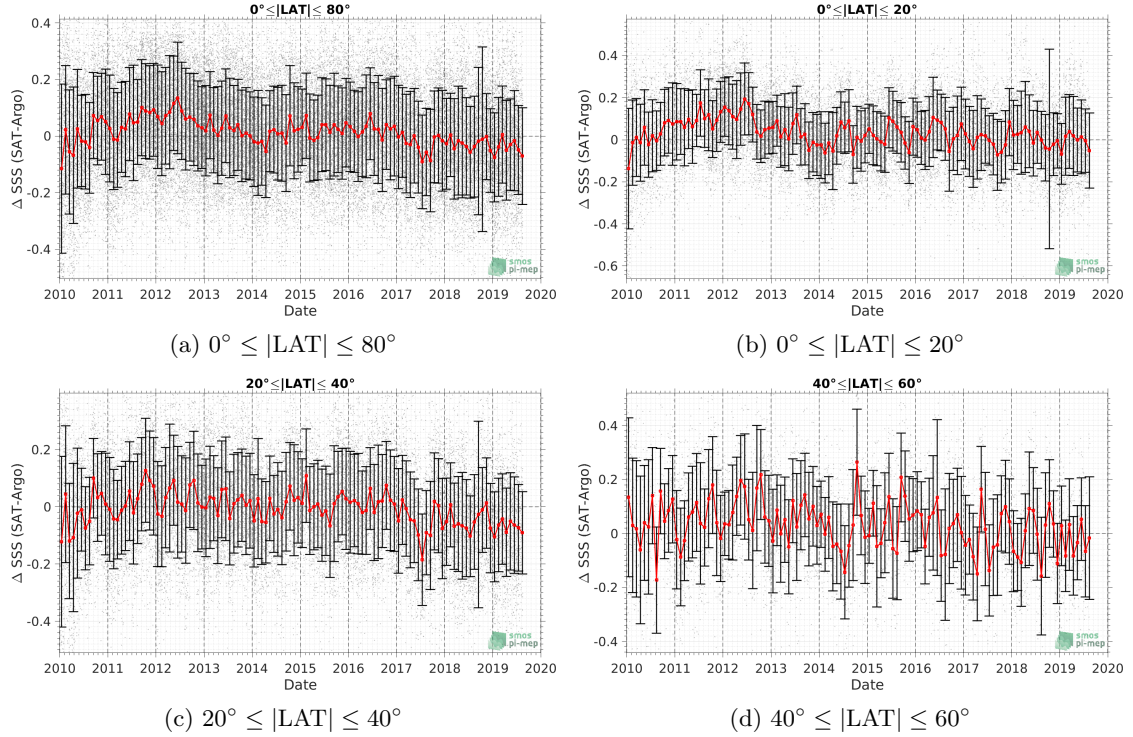 0°≤|LAT|≤ 80°
Δ SSS (SAT-Argo)
0.4
0.2
0
-0.2
-0.4
2010 2011 2012 2013 2014 2015 2016 2017 2018 2019 2020
Date
smos
pi-mep
(a) 0° ≤ |LAT| ≤ 80°
0°≤|LAT|≤ 20°
Δ SSS (SAT-Argo)
0.4
0.2
0
-0.2
-0.4
-0.6
2010 2011 2012 2013 2014 2015 2016 2017 2018 2019 2020
Date
smos
pi-mep
(b) 0° ≤ |LAT| ≤ 20°
20°≤|LAT|≤ 40°
Δ SSS (SAT-Argo)
0.2
0
-0.2
-0.4
2010 2011 2012 2013 2014 2015 2016 2017 2018 2019 2020
Date
smos
pi-mep
(c) 20° ≤ |LAT| ≤ 40°
40°≤|LAT|≤ 60°
Δ SSS (SAT-Argo)
0.4
0.2
0
-0.2
-0.4
2010 2011 2012 2013 2014 2015 2016 2017 2018 2019 2020
Date
smos
pi-mep
(d) 40° ≤ |LAT| ≤ 60°